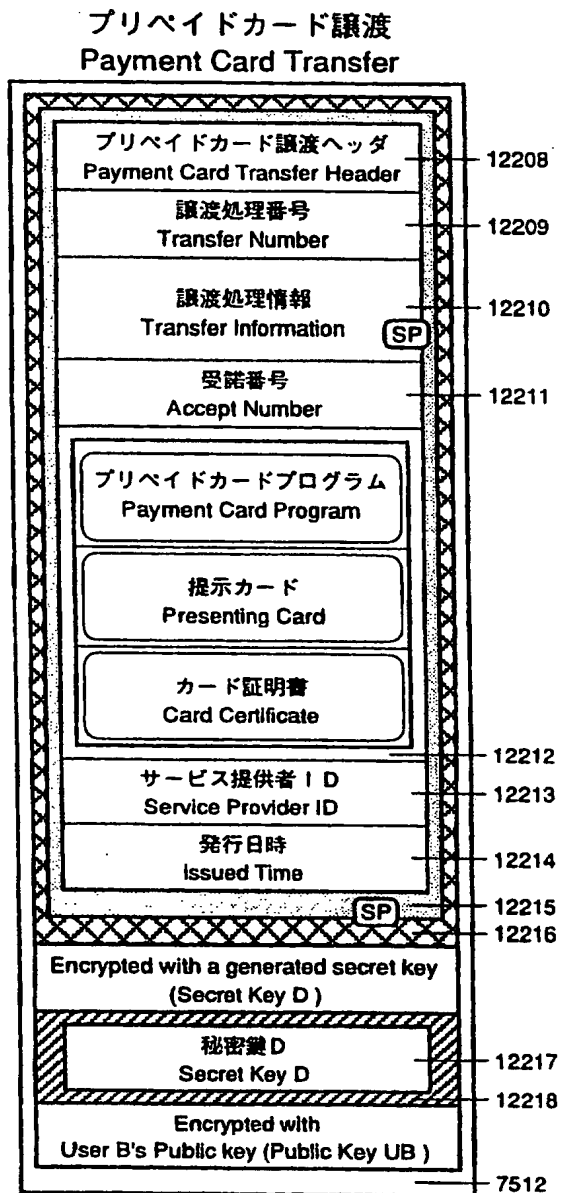 プリペイドカード譲渡
Payment Card Transfer
プリペイドカード譲渡ヘッダ
Payment Card Transfer Header
12208
譲渡処理番号
Transfer Number
12209
譲渡処理情報
Transfer Information
SP
12210
受諾番号
Accept Number
12211
プリペイドカードプログラム
Payment Card Program
提示カード
Presenting Card
カード証明書
Card Certificate
12212
サービス提供者ID
Service Provider ID
12213
発行日時
Issued Time
12214
SP
12215
12216
Encrypted with a generated secret key
(Secret Key D )
秘密鍵D
Secret Key D
12217
12218
Encrypted with
User B's Public key (Public Key UB )
7512